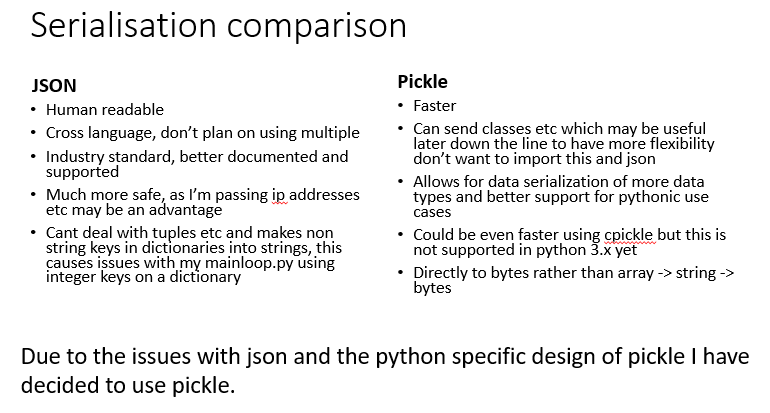 Serialisation comparison
JSON
• Human readable
• Cross language, don’t plan on using multiple
• Industry standard, better documented and
supported
• Much more safe, as I’m passing ip addresses
etc may be an advantage
• Cant deal with tuples etc and makes non
string keys in dictionaries into strings, this
causes issues with my mainloop.py using
integer keys on a dictionary
Pickle
• Faster
• Can send classes etc which may be useful
later down the line to have more flexibility
don’t want to import this and json
• Allows for data serialization of more data
types and better support for pythonic use
cases
• Could be even faster using cpickle but this is
not supported in python 3.x yet
• Directly to bytes rather than array -> string ->
bytes
Due to the issues with json and the python specific design of pickle I have
decided to use pickle.